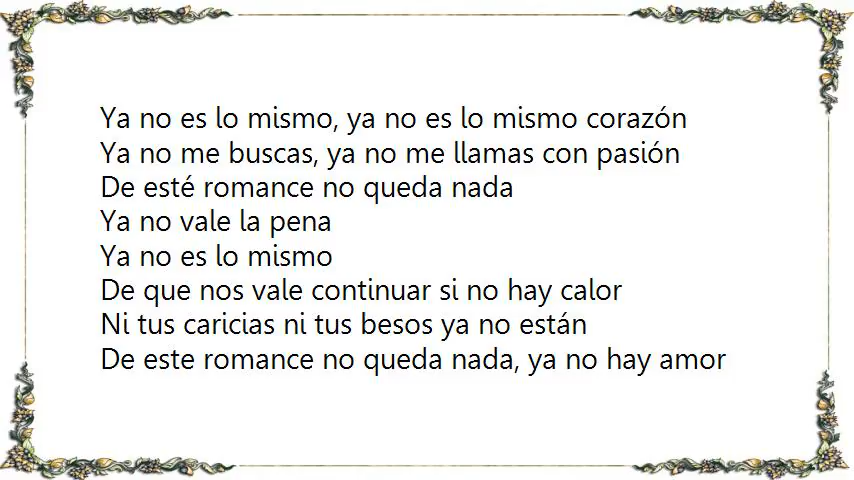 Ya no es lo mismo, ya no es lo mismo corazón
Ya no me buscas, ya no me llamas con pasión
De esté romance no queda nada
Ya no vale la pena
Ya no es lo mismo
De que nos vale continuar si no hay calor
Ni tus caricias ni tus besos ya no están
De este romance no queda nada, ya no hay amor